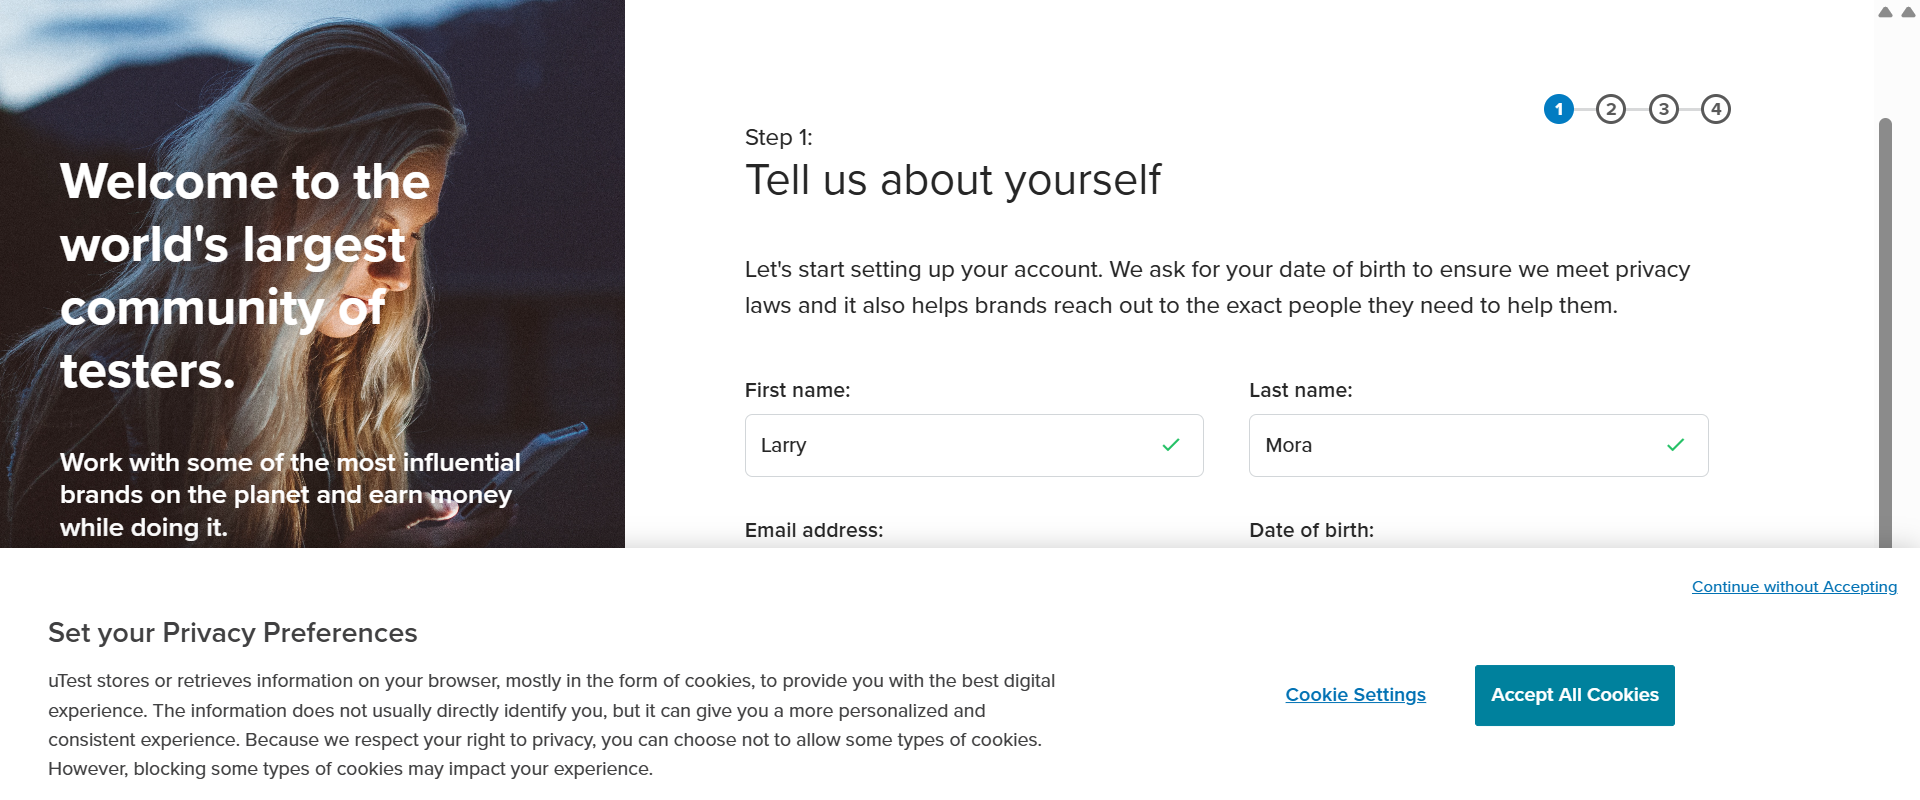 Welcome to the
world's largest
community of
testers.
Work with some of the most influential
brands on the planet and earn money
while doing it.
1 2 3 4
Step 1:
Tell us about yourself
Let's start setting up your account. We ask for your date of birth to ensure we meet privacy
laws and it also helps brands reach out to the exact people they need to help them.
First name:
Larry
Last name:
Mora
Email address:
Date of birth:
Continue without Accepting
Set your Privacy Preferences
uTest stores or retrieves information on your browser, mostly in the form of cookies, to provide you with the best digital
experience. The information does not usually directly identify you, but it can give you a more personalized and
consistent experience. Because we respect your right to privacy, you can choose not to allow some types of cookies.
However, blocking some types of cookies may impact your experience.
Cookie Settings
Accept All Cookies